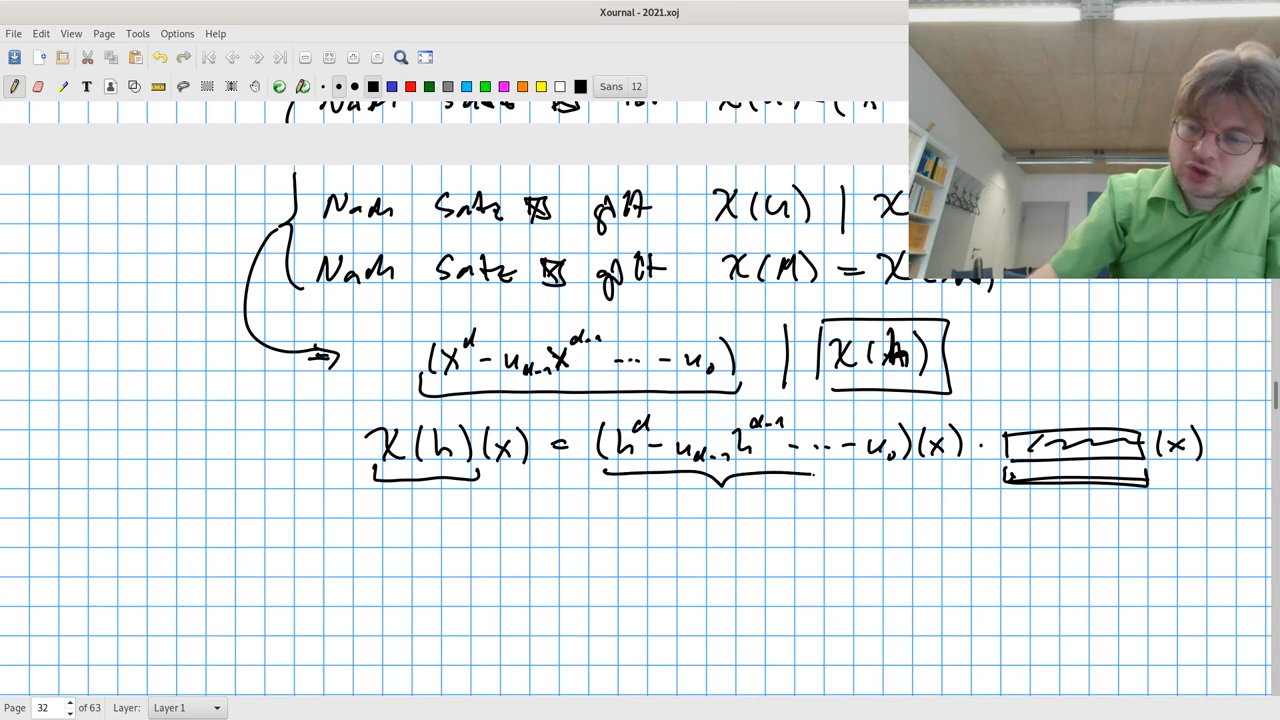 Xournal - 2021.xoj
File Edit View Page Tools Options Help
Sans 12
Nach Satz gilt χ(u) | χ
Nach Satz gilt χ(M) = χ(
⇒ (X^d - u_{d-1}X^{d-1} ... - u_0) | χ(h)
χ(h)(x) = (h^d - u_{d-1}h^{d-1} - ... - u_0)(x) · (x)
Page 32 of 63 Layer: Layer 1